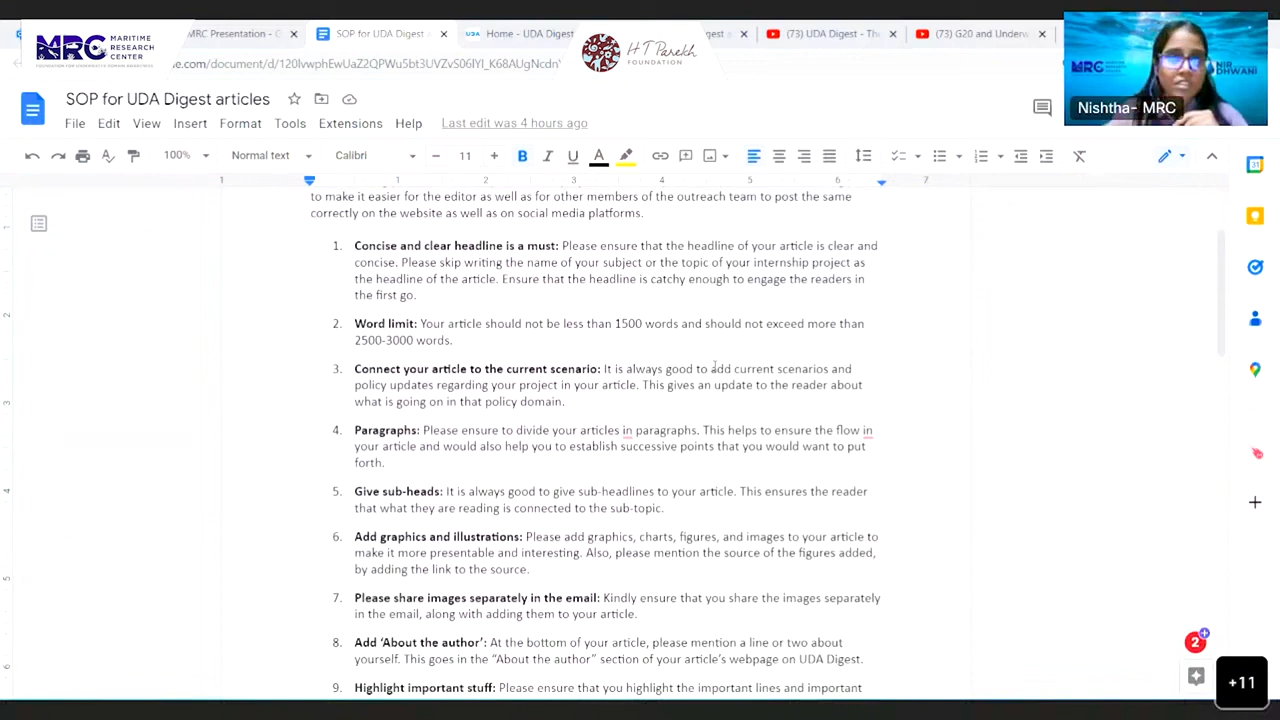 MRC
MARITIME
RESEARCH
CENTER
FOUNDATION FOR UNDERWATER DOMAIN AWARENESS
MRC Presentation - G
SOP for UDA Digest
Home - UDA Digest
HT Parekh
FOUNDATION
(73) UDA Digest - The
(73) G20 and Underw
le.com/document/d/
SOP for UDA Digest articles
File Edit View Insert Format Tools Extensions Help Last edit was 4 hours ago
100% Normal text Calibri 11
Nishtha- MRC
1 1 2 3 4 5 6 7
to make it easier for the editor as well as for other members of the outreach team to post the same
correctly on the website as well as on social media platforms.
1. Concise and clear headline is a must: Please ensure that the headline of your article is clear and
concise. Please skip writing the name of your subject or the topic of your internship project as
the headline of the article. Ensure that the headline is catchy enough to engage the readers in
the first go.
2. Word limit: Your article should not be less than 1500 words and should not exceed more than
2500-3000 words.
3. Connect your article to the current scenario: It is always good to add current scenarios and
policy updates regarding your project in your article. This gives an update to the reader about
what is going on in that policy domain.
4. Paragraphs: Please ensure to divide your articles in paragraphs. This helps to ensure the flow in
your article and would also help you to establish successive points that you would want to put
forth.
5. Give sub-heads: It is always good to give sub-headlines to your article. This ensures the reader
that what they are reading is connected to the sub-topic.
6. Add graphics and illustrations: Please add graphics, charts, figures, and images to your article to
make it more presentable and interesting. Also, please mention the source of the figures added,
by adding the link to the source.
7. Please share images separately in the email: Kindly ensure that you share the images separately
in the email, along with adding them to your article.
8. Add ‘About the author’: At the bottom of your article, please mention a line or two about
yourself. This goes in the “About the author” section of your article’s webpage on UDA Digest.
9. Highlight important stuff: Please ensure that you highlight the important lines and important
2
+11